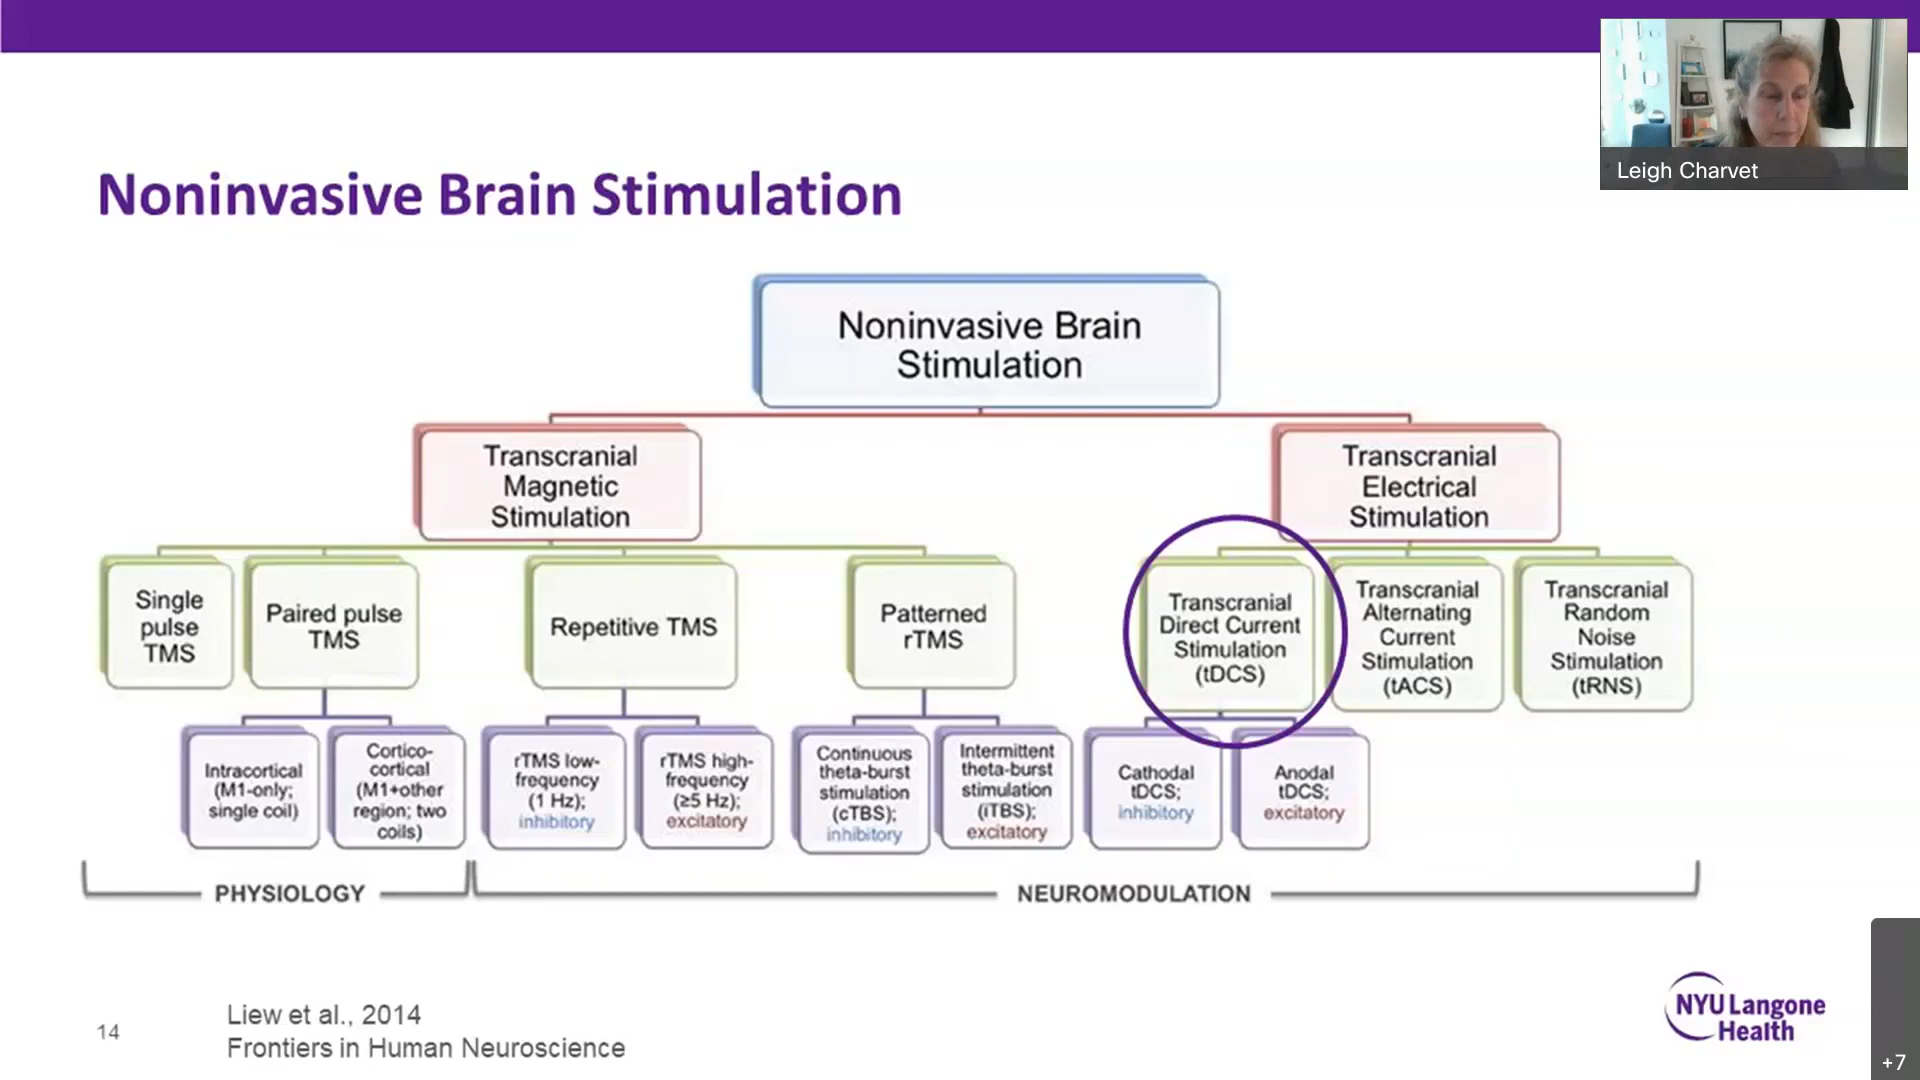 Leigh Charvet
Noninvasive Brain Stimulation
Noninvasive Brain
Stimulation
Transcranial
Magnetic
Stimulation
Transcranial
Electrical
Stimulation
Single
pulse
TMS
Paired pulse
TMS
Repetitive TMS
Patterned
rTMS
Transcranial
Direct Current
Stimulation
(tDCS)
Transcranial
Alternating
Current
Stimulation
(tACS)
Transcranial
Random
Noise
Stimulation
(tRNS)
Intracortical
(M1-only;
single coil)
Cortico-
cortical
(M1+other
region; two
coils)
rTMS low-
frequency
(1 Hz);
inhibitory
rTMS high-
frequency
(≥5 Hz);
excitatory
Continuous
theta-burst
stimulation
(cTBS);
inhibitory
Intermittent
theta-burst
stimulation
(iTBS);
excitatory
Cathodal
tDCS;
inhibitory
Anodal
tDCS;
excitatory
PHYSIOLOGY
NEUROMODULATION
14
Liew et al., 2014
Frontiers in Human Neuroscience
NYU Langone
Health
+7